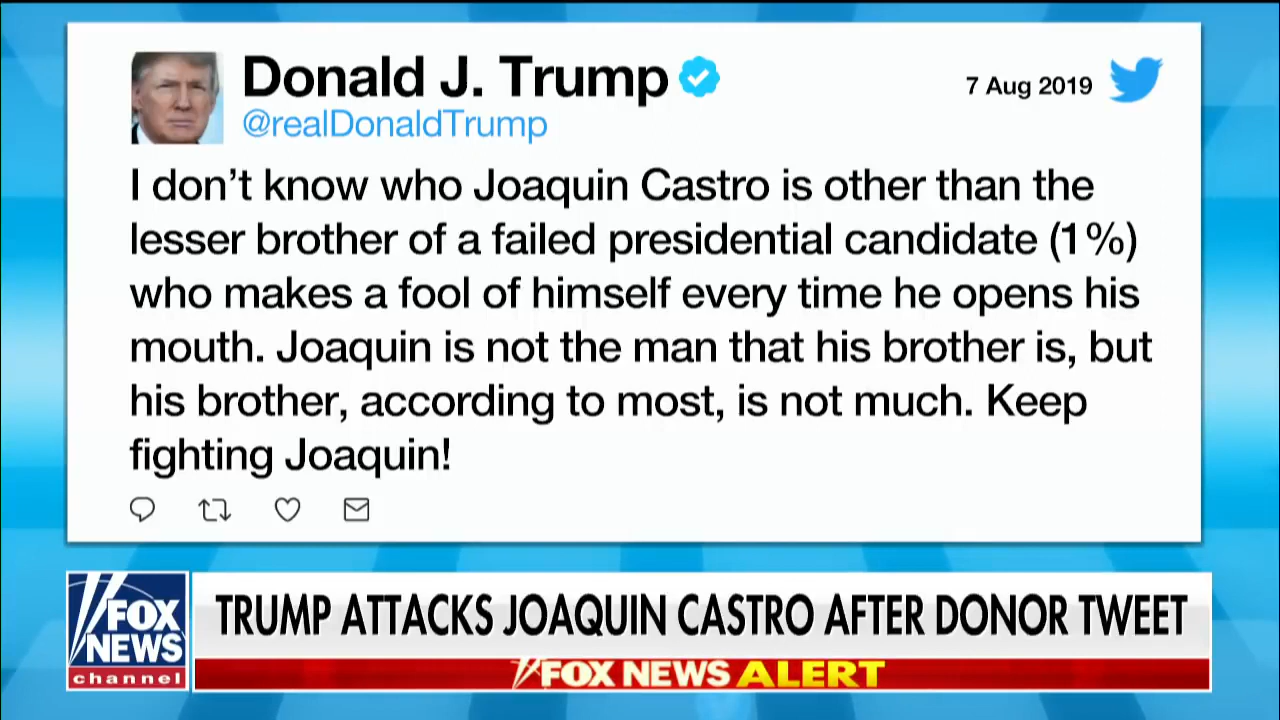 Donald J. Trump
7 Aug 2019
@realDonaldTrump
I don't know who Joaquin Castro is other than the
lesser brother of a failed presidential candidate (1%)
who makes a fool of himself every time he opens his
mouth. Joaquin is not the man that his brother is, but
his brother, according to most, is not much. Keep
fighting Joaquin!
FOX
NEWS
channel
TRUMP ATTACKS JOAQUIN CASTRO AFTER DONOR TWEET
FOX NEWS ALERT